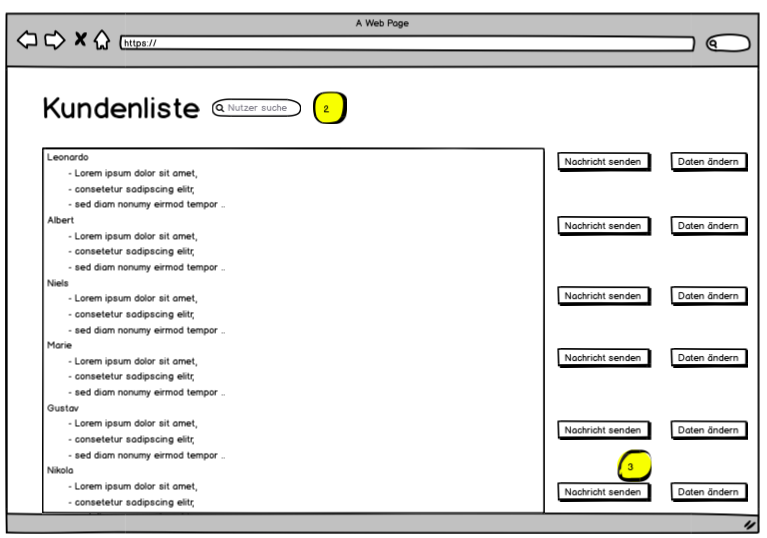 A Web Page
https://
Kundenliste Nutzer suche 2
Leonardo Nachricht senden Daten ändern
- Lorem ipsum dolor sit amet,
- consetetur sadipscing elitr,
- sed diam nonumy eirmod tempor ..
Albert Nachricht senden Daten ändern
- Lorem ipsum dolor sit amet,
- consetetur sadipscing elitr,
- sed diam nonumy eirmod tempor ..
Niels Nachricht senden Daten ändern
- Lorem ipsum dolor sit amet,
- consetetur sadipscing elitr,
- sed diam nonumy eirmod tempor ..
Marie Nachricht senden Daten ändern
- Lorem ipsum dolor sit amet,
- consetetur sadipscing elitr,
- sed diam nonumy eirmod tempor ..
Gustav
- Lorem ipsum dolor sit amet, Nachricht senden Daten ändern
- consetetur sadipscing elitr,
- sed diam nonumy eirmod tempor ..
Nikola 3
- Lorem ipsum dolor sit amet, Nachricht senden Daten ändern
- consetetur sadipscing elitr,